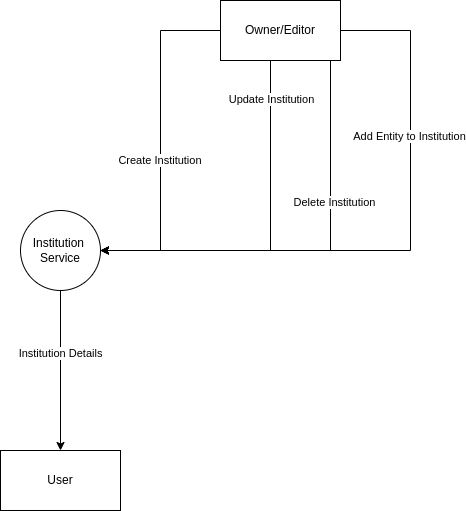 Owner/Editor
Update Institution
Add Entity to Institution
Create Institution
Delete Institution
Institution
Service
Institution Details
User